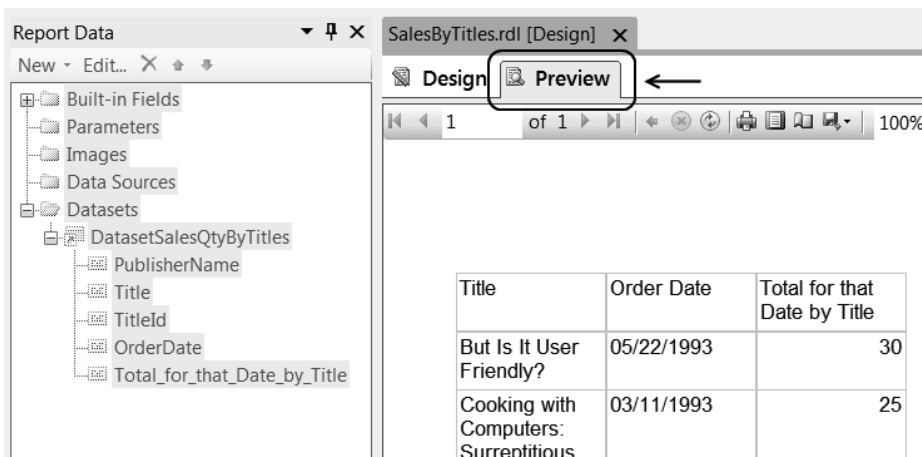 Report Data
New Edit...
Built-in Fields
Parameters
Images
Data Sources
Datasets
DatasetSalesQtyByTitles
PublisherName
Title
TitleId
OrderDate
Total_for_that_Date_by_Title
SalesByTitles.rdl [Design]
Design Preview
1 of 1 100%
Title Order Date Total for that
Date by Title
But Is It User 05/22/1993 30
Friendly?
Cooking with 03/11/1993 25
Computers:
Surreptitious